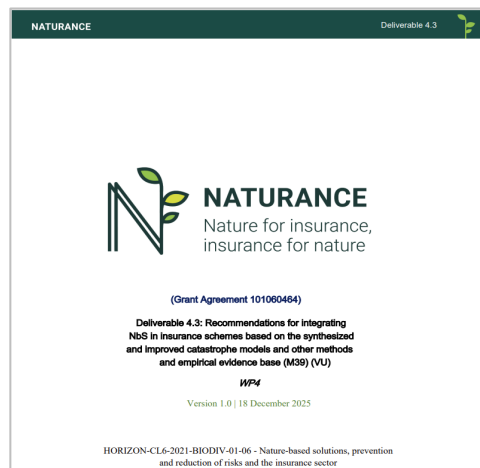 NATURANCE
Deliverable 4.3
NATURANCE
Nature for insurance,
insurance for nature
(Grant Agreement 101060464)
Deliverable 4.3: Recommendations for integrating
NbS in insurance schemes based on the synthesized
and improved catastrophe models and other methods
and empirical evidence base (M39) (VU)
WP4
Version 1.0 | 18 December 2025
HORIZON-CL6-2021-BIODIV-01-06 - Nature-based solutions, prevention
and reduction of risks and the insurance sector